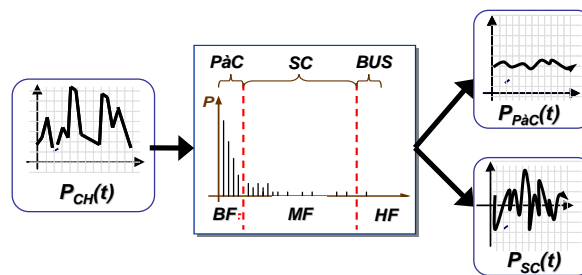 PàC SC BUS
P
BF: MF HF
P_CH(t)
P_PàC(t)
P_SC(t)